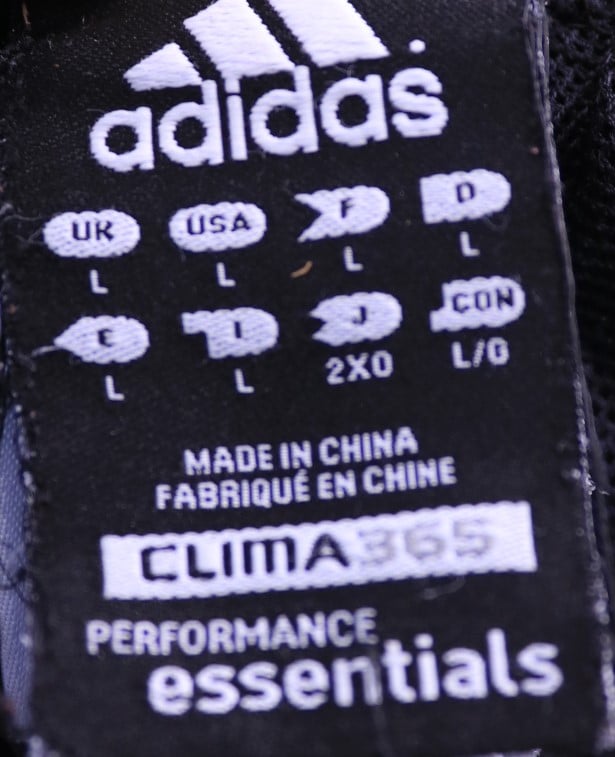 adidas
UK USA F D
L L L L
E I J CON
L L 2XO L/G
MADE IN CHINA
FABRIQUÉ EN CHINE
CLIMA365
PERFORMANCE
essentials